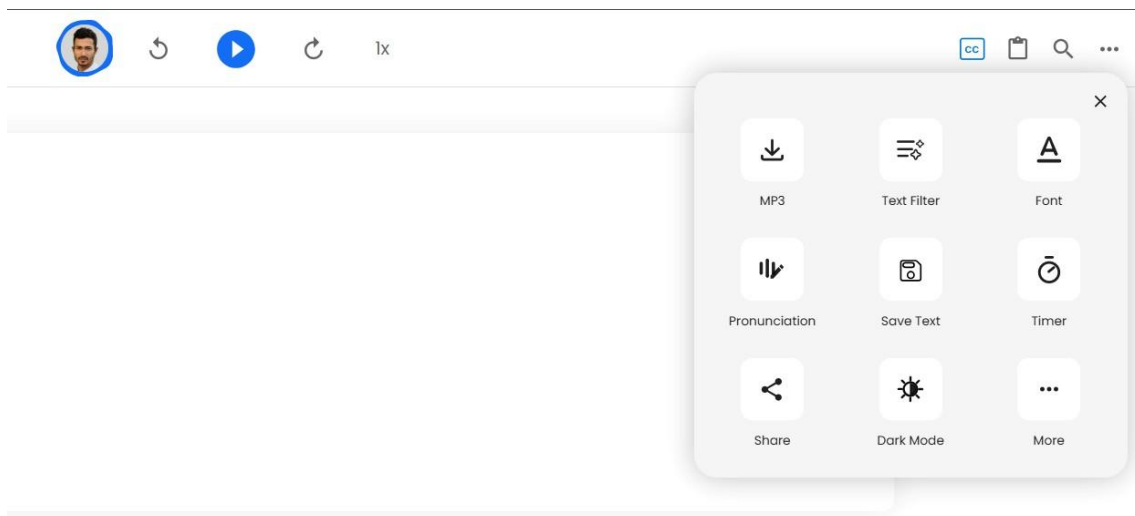 1x
CC
MP3
Text Filter
Font
Pronunciation
Save Text
Timer
Share
Dark Mode
More